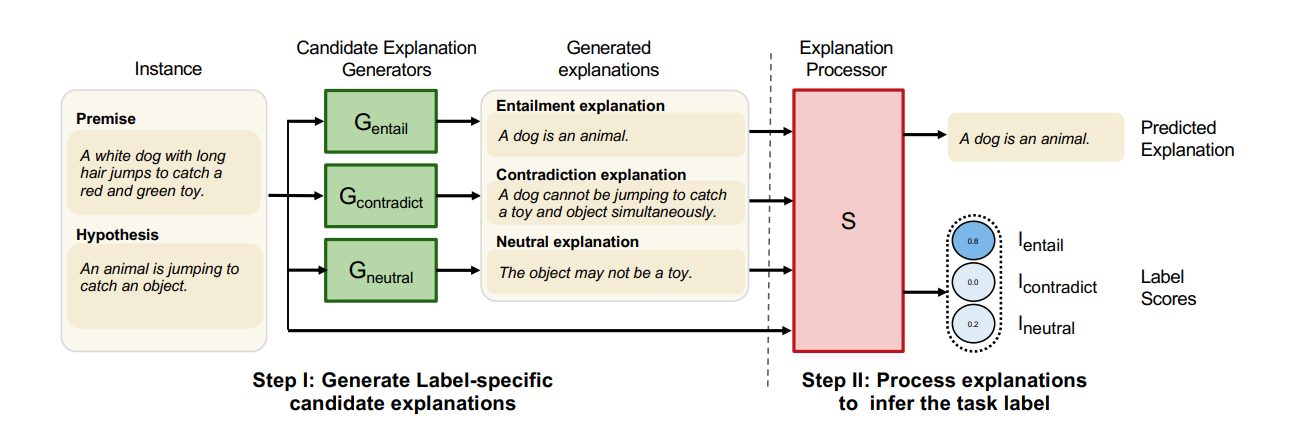 Instance
Premise
A white dog with long
hair jumps to catch a
red and green toy.
Hypothesis
An animal is jumping to
catch an object.
Candidate Explanation
Generators
Gentail
Gcontradict
Gneutral
Generated
explanations
Entailment explanation
A dog is an animal.
Contradiction explanation
A dog cannot be jumping to catch
a toy and object simultaneously.
Neutral explanation
The object may not be a toy.
Explanation
Processor
S
A dog is an animal.
Predicted
Explanation
0.8
lentail
0.0
lcontradict
0.2
lneutral
Label
Scores
Step I: Generate Label-specific
candidate explanations
Step II: Process explanations
to infer the task label